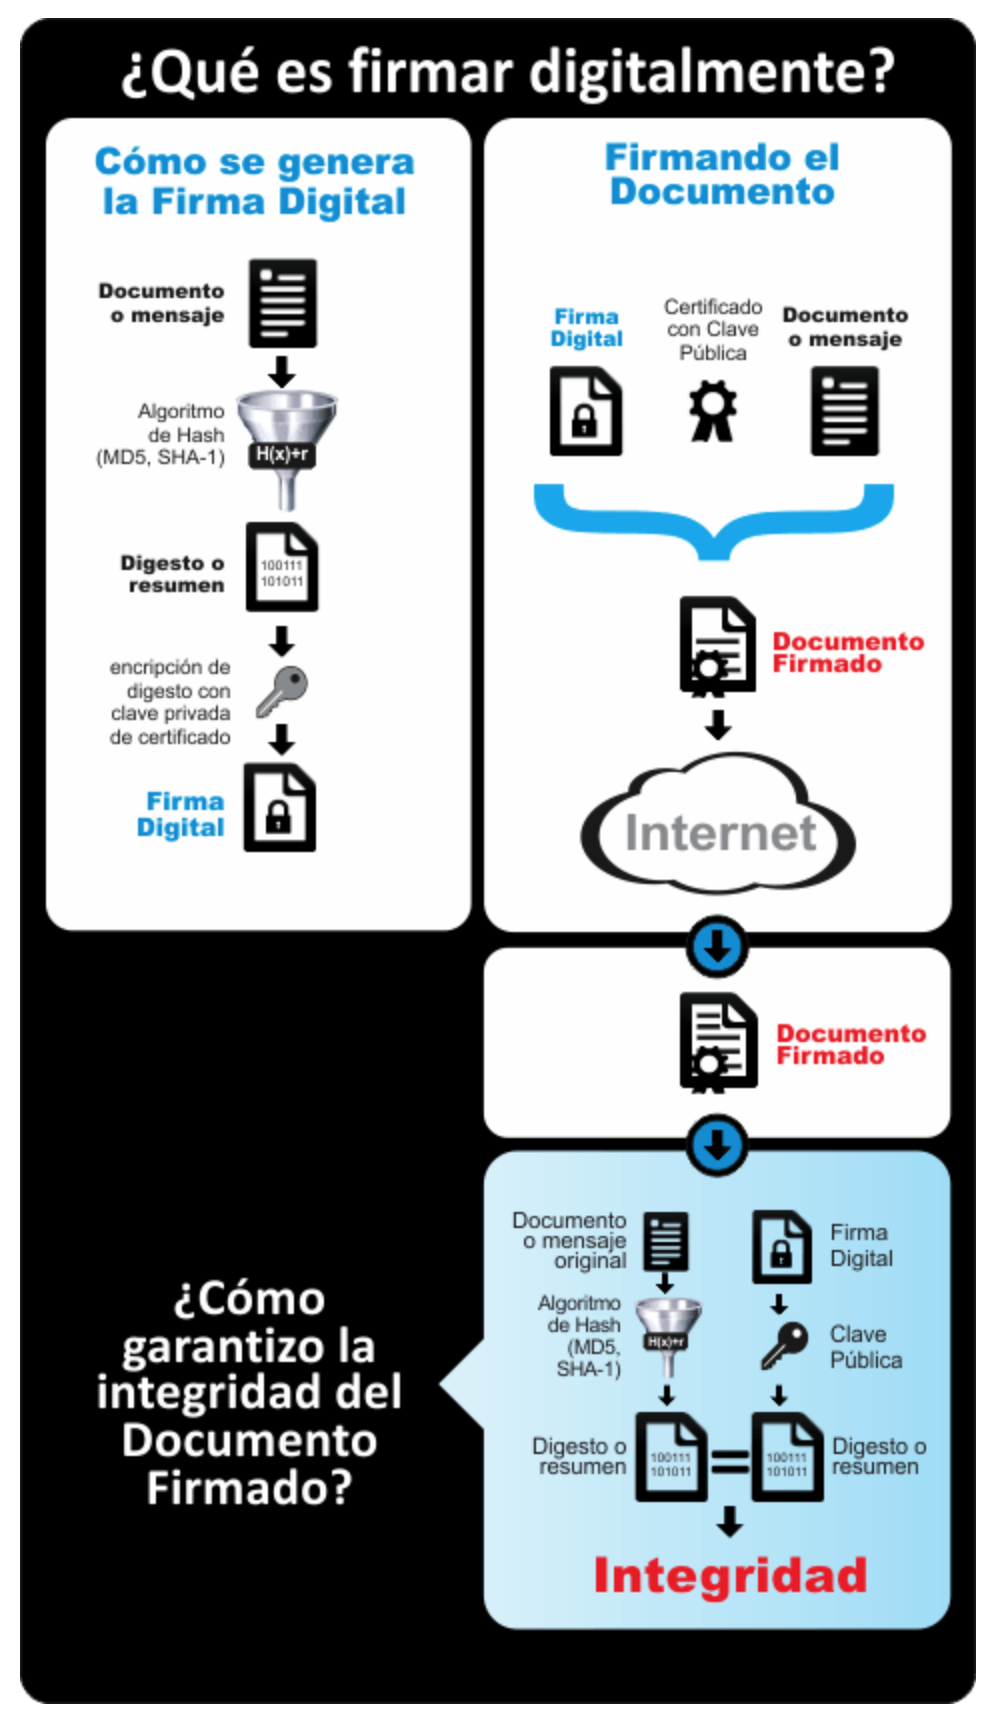 ¿Qué es firmar digitalmente?
Cómo se genera
la Firma Digital
Documento
o mensaje
Algoritmo
de Hash
(MD5, SHA-1)
H(x)+r
Digesto o
resumen
100111
101011
encripción de
digesto con
clave privada
de certificado
Firma
Digital
Firmando el
Documento
Firma
Digital
Certificado
con Clave
Pública
Documento
o mensaje
Documento
Firmado
Internet
Documento
Firmado
¿Cómo
garantizo la
integridad del
Documento
Firmado?
Documento
o mensaje
original
Algoritmo
de Hash
(MD5,
SHA-1)
H(x)+r
Digesto o
resumen
100111
101011
Firma
Digital
Clave
Pública
100111
101011
Digesto o
resumen
Integridad